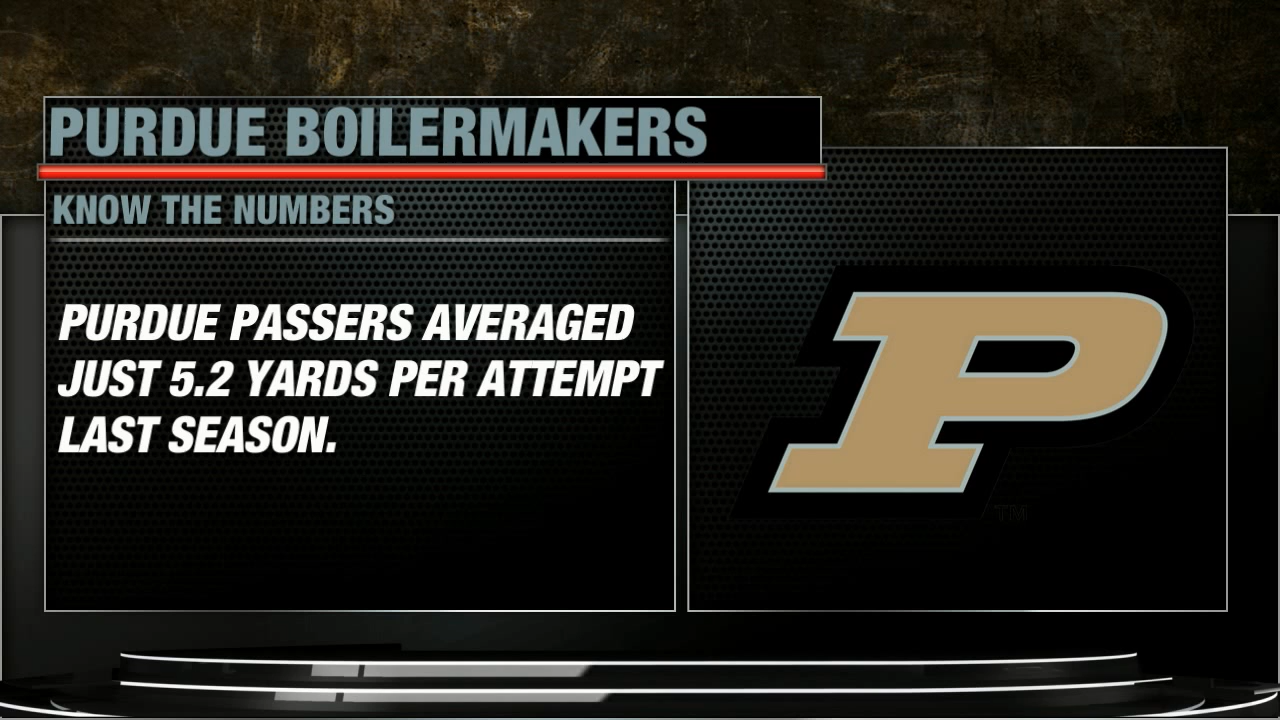 PURDUE BOILERMAKERS
KNOW THE NUMBERS
PURDUE PASSERS AVERAGED
JUST 5.2 YARDS PER ATTEMPT
LAST SEASON.
P
TM